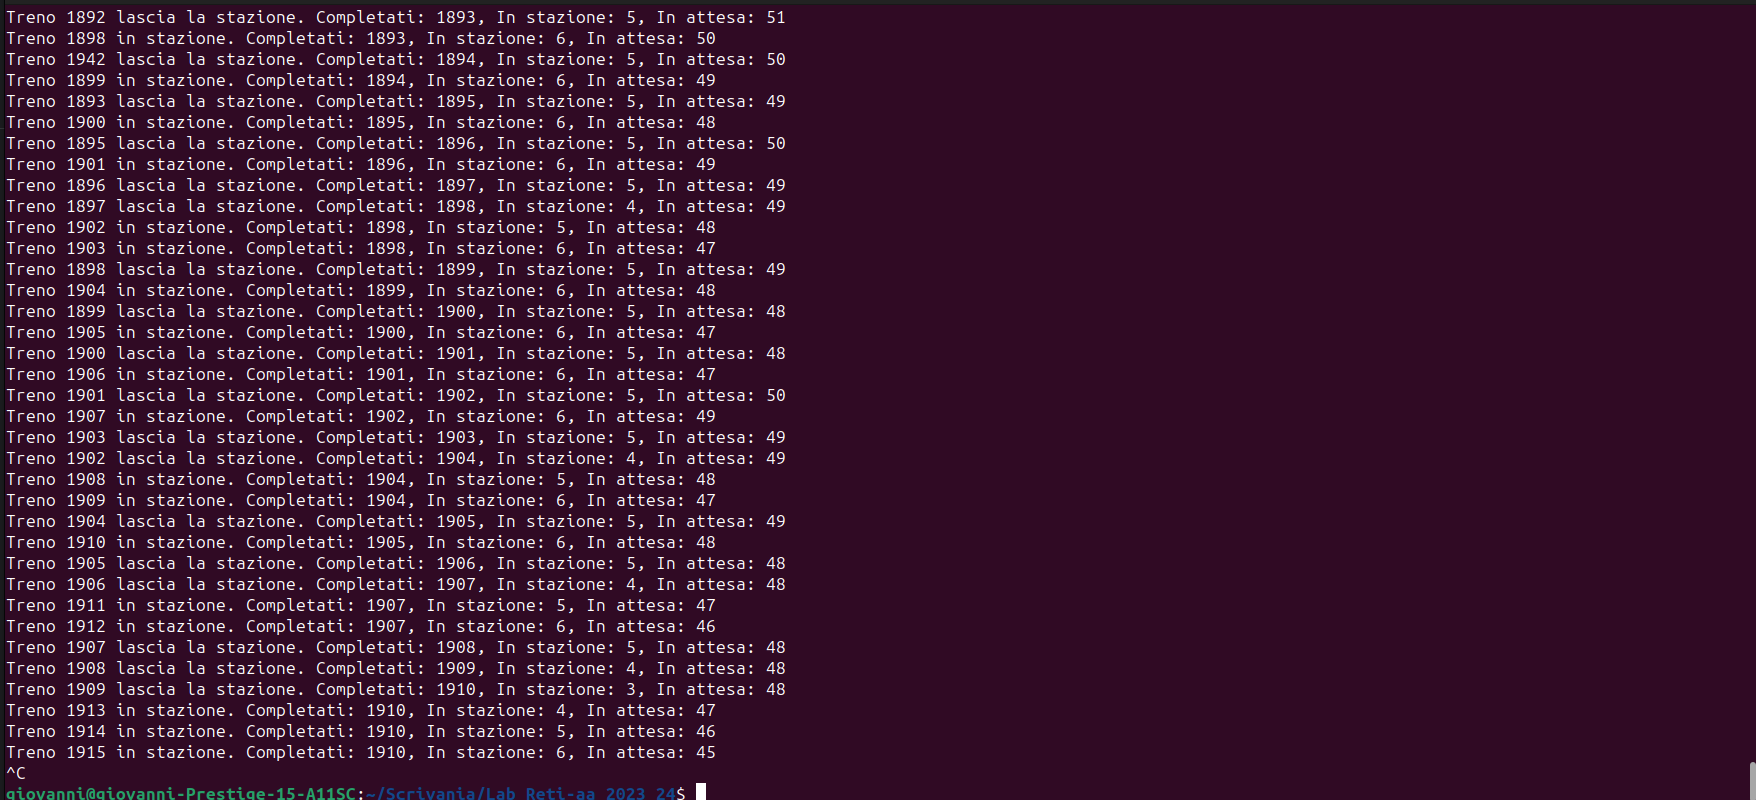 Treno 1892 lascia la stazione. Completati: 1893, In stazione: 5, In attesa: 51
Treno 1898 in stazione. Completati: 1893, In stazione: 6, In attesa: 50
Treno 1942 lascia la stazione. Completati: 1894, In stazione: 5, In attesa: 50
Treno 1899 in stazione. Completati: 1894, In stazione: 6, In attesa: 49
Treno 1893 lascia la stazione. Completati: 1895, In stazione: 5, In attesa: 49
Treno 1900 in stazione. Completati: 1895, In stazione: 6, In attesa: 48
Treno 1895 lascia la stazione. Completati: 1896, In stazione: 5, In attesa: 50
Treno 1901 in stazione. Completati: 1896, In stazione: 6, In attesa: 49
Treno 1896 lascia la stazione. Completati: 1897, In stazione: 5, In attesa: 49
Treno 1897 lascia la stazione. Completati: 1898, In stazione: 4, In attesa: 49
Treno 1902 in stazione. Completati: 1898, In stazione: 5, In attesa: 48
Treno 1903 in stazione. Completati: 1898, In stazione: 6, In attesa: 47
Treno 1898 lascia la stazione. Completati: 1899, In stazione: 5, In attesa: 49
Treno 1904 in stazione. Completati: 1899, In stazione: 6, In attesa: 48
Treno 1899 lascia la stazione. Completati: 1900, In stazione: 5, In attesa: 48
Treno 1905 in stazione. Completati: 1900, In stazione: 6, In attesa: 47
Treno 1900 lascia la stazione. Completati: 1901, In stazione: 5, In attesa: 48
Treno 1906 in stazione. Completati: 1901, In stazione: 6, In attesa: 47
Treno 1901 lascia la stazione. Completati: 1902, In stazione: 5, In attesa: 50
Treno 1907 in stazione. Completati: 1902, In stazione: 6, In attesa: 49
Treno 1903 lascia la stazione. Completati: 1903, In stazione: 5, In attesa: 49
Treno 1902 lascia la stazione. Completati: 1904, In stazione: 4, In attesa: 49
Treno 1908 in stazione. Completati: 1904, In stazione: 5, In attesa: 48
Treno 1909 in stazione. Completati: 1904, In stazione: 6, In attesa: 47
Treno 1904 lascia la stazione. Completati: 1905, In stazione: 5, In attesa: 49
Treno 1910 in stazione. Completati: 1905, In stazione: 6, In attesa: 48
Treno 1905 lascia la stazione. Completati: 1906, In stazione: 5, In attesa: 48
Treno 1906 lascia la stazione. Completati: 1907, In stazione: 4, In attesa: 48
Treno 1911 in stazione. Completati: 1907, In stazione: 5, In attesa: 47
Treno 1912 in stazione. Completati: 1907, In stazione: 6, In attesa: 46
Treno 1907 lascia la stazione. Completati: 1908, In stazione: 5, In attesa: 48
Treno 1908 lascia la stazione. Completati: 1909, In stazione: 4, In attesa: 48
Treno 1909 lascia la stazione. Completati: 1910, In stazione: 3, In attesa: 48
Treno 1913 in stazione. Completati: 1910, In stazione: 4, In attesa: 47
Treno 1914 in stazione. Completati: 1910, In stazione: 5, In attesa: 46
Treno 1915 in stazione. Completati: 1910, In stazione: 6, In attesa: 45
^C
giovanni@giovanni-Prestige-15-A11SC:~/Scrivania/Lab_Reti-aa_2023_24$